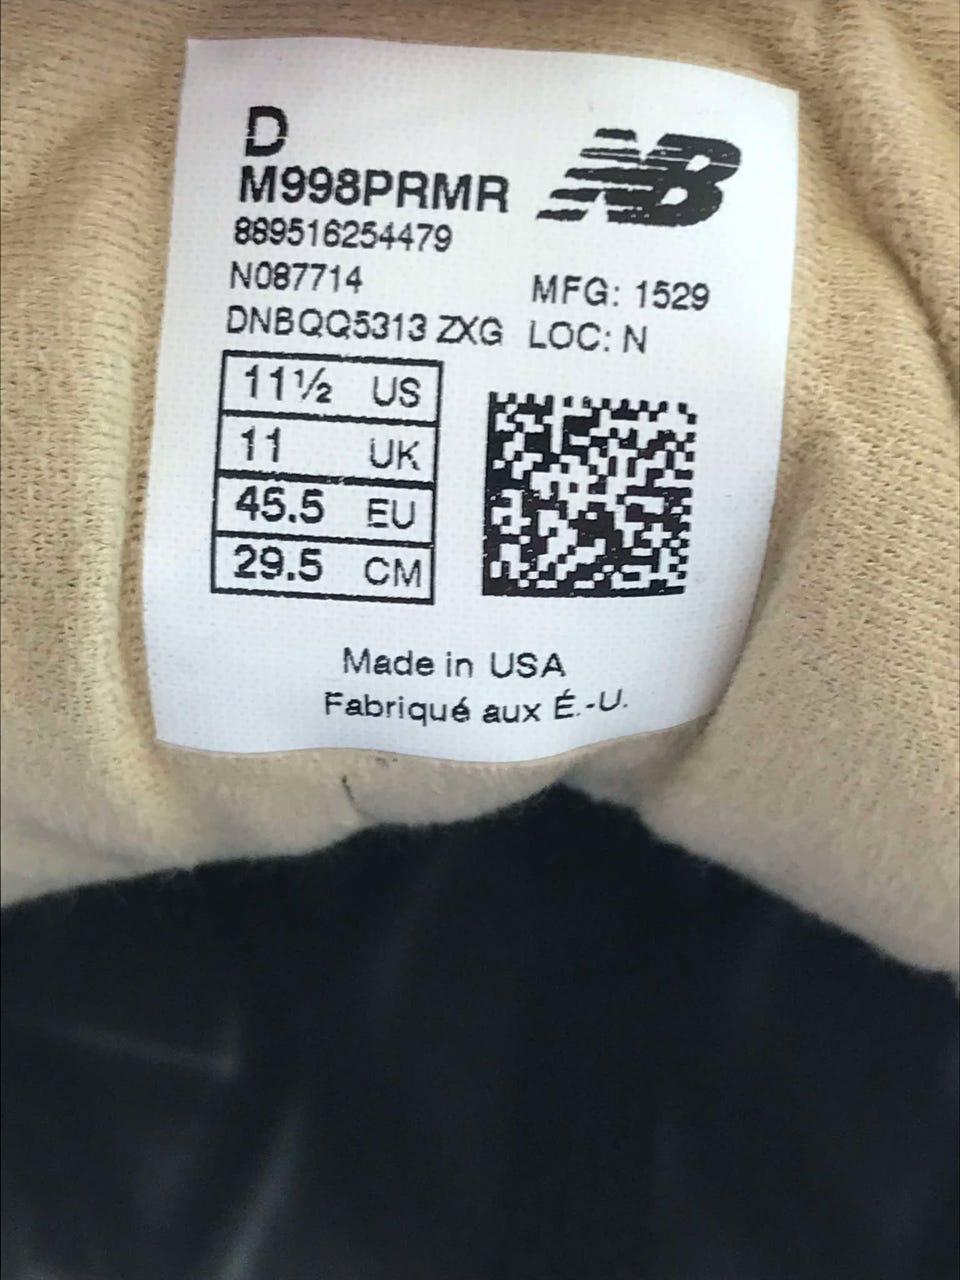 D
M998PRMR
NB
889516254479
N087714
MFG: 1529
DNBQQ5313 ZXG
LOC: N
11½ US
11 UK
45.5 EU
29.5 CM
Made in USA
Fabriqué aux É.-U.